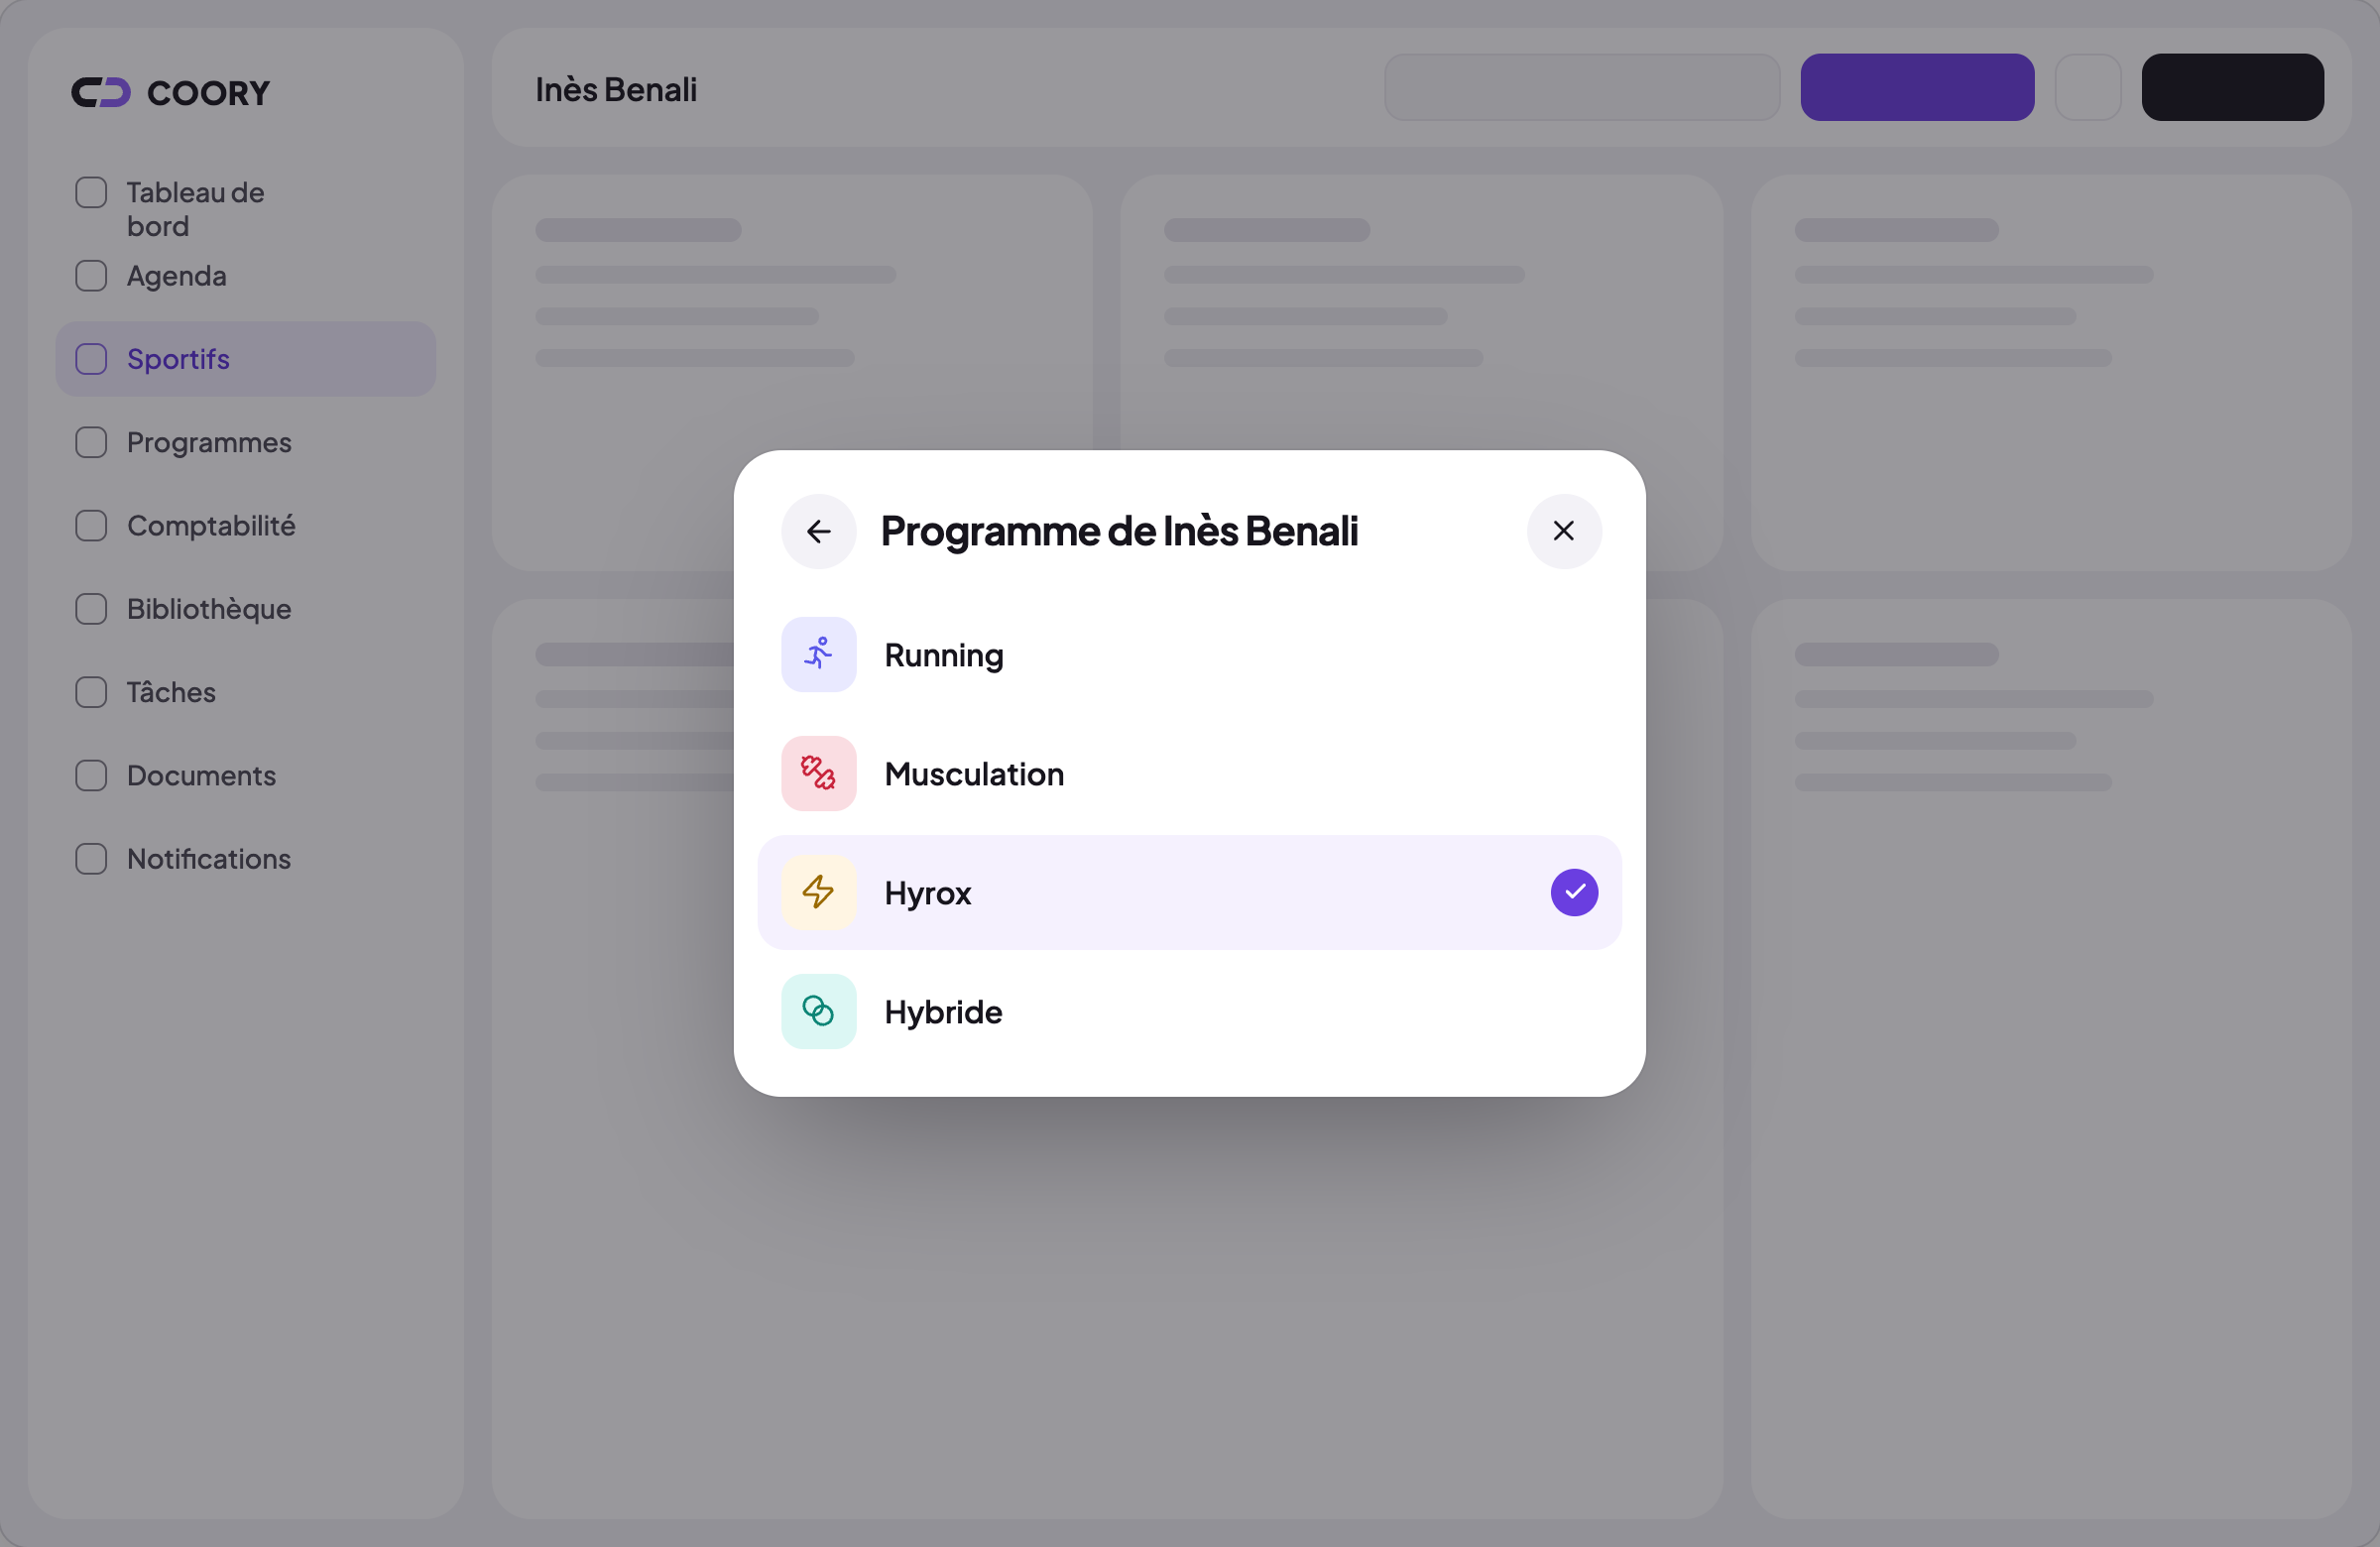 COORY
Tableau de
bord
Agenda
Sportifs
Programmes
Comptabilité
Bibliothèque
Tâches
Documents
Notifications
Inès Benali
Programme de Inès Benali
Running
Musculation
Hyrox
Hybride